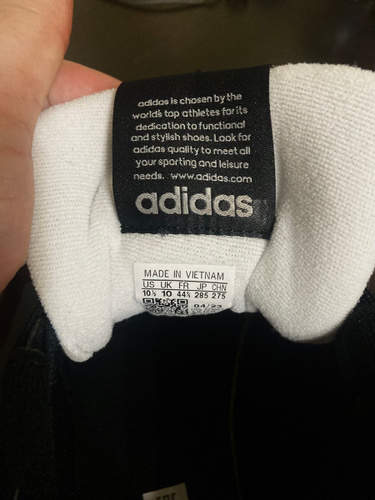 adidas is chosen by the
world's top athletes for its
dedication to functional
and stylish shoes. Look for
adidas quality to meet all
your sporting and leisure
needs. www.adidas.com
adidas
MADE IN VIETNAM
US UK FR JP CHN
10½ 10 44⅔ 285 275
04/23